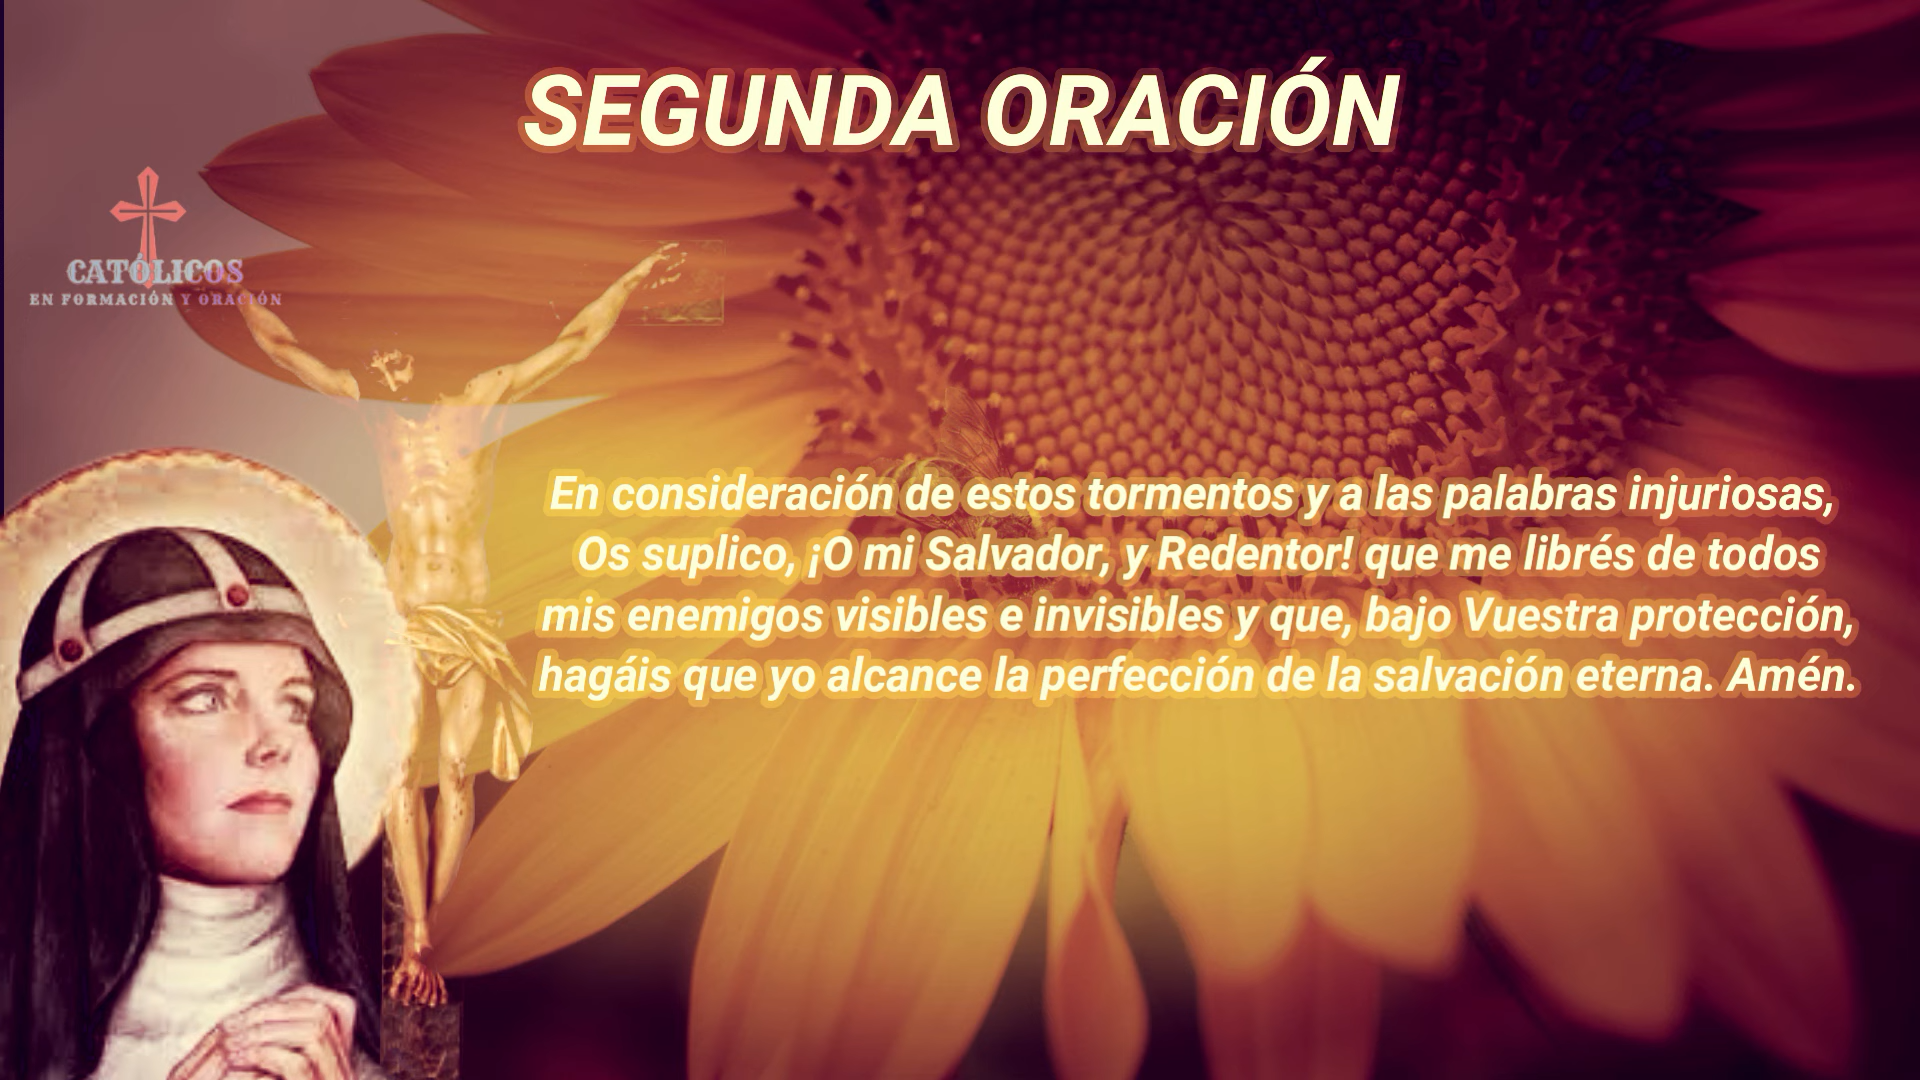 SEGUNDA ORACIÓN
CATÓLICOS
EN FORMACIÓN Y ORACIÓN
En consideración de estos tormentos y a las palabras injuriosas,
Os suplico, ¡O mi Salvador, y Redentor! que me librés de todos
mis enemigos visibles e invisibles y que, bajo Vuestra protección,
hagáis que yo alcance la perfección de la salvación eterna. Amén.